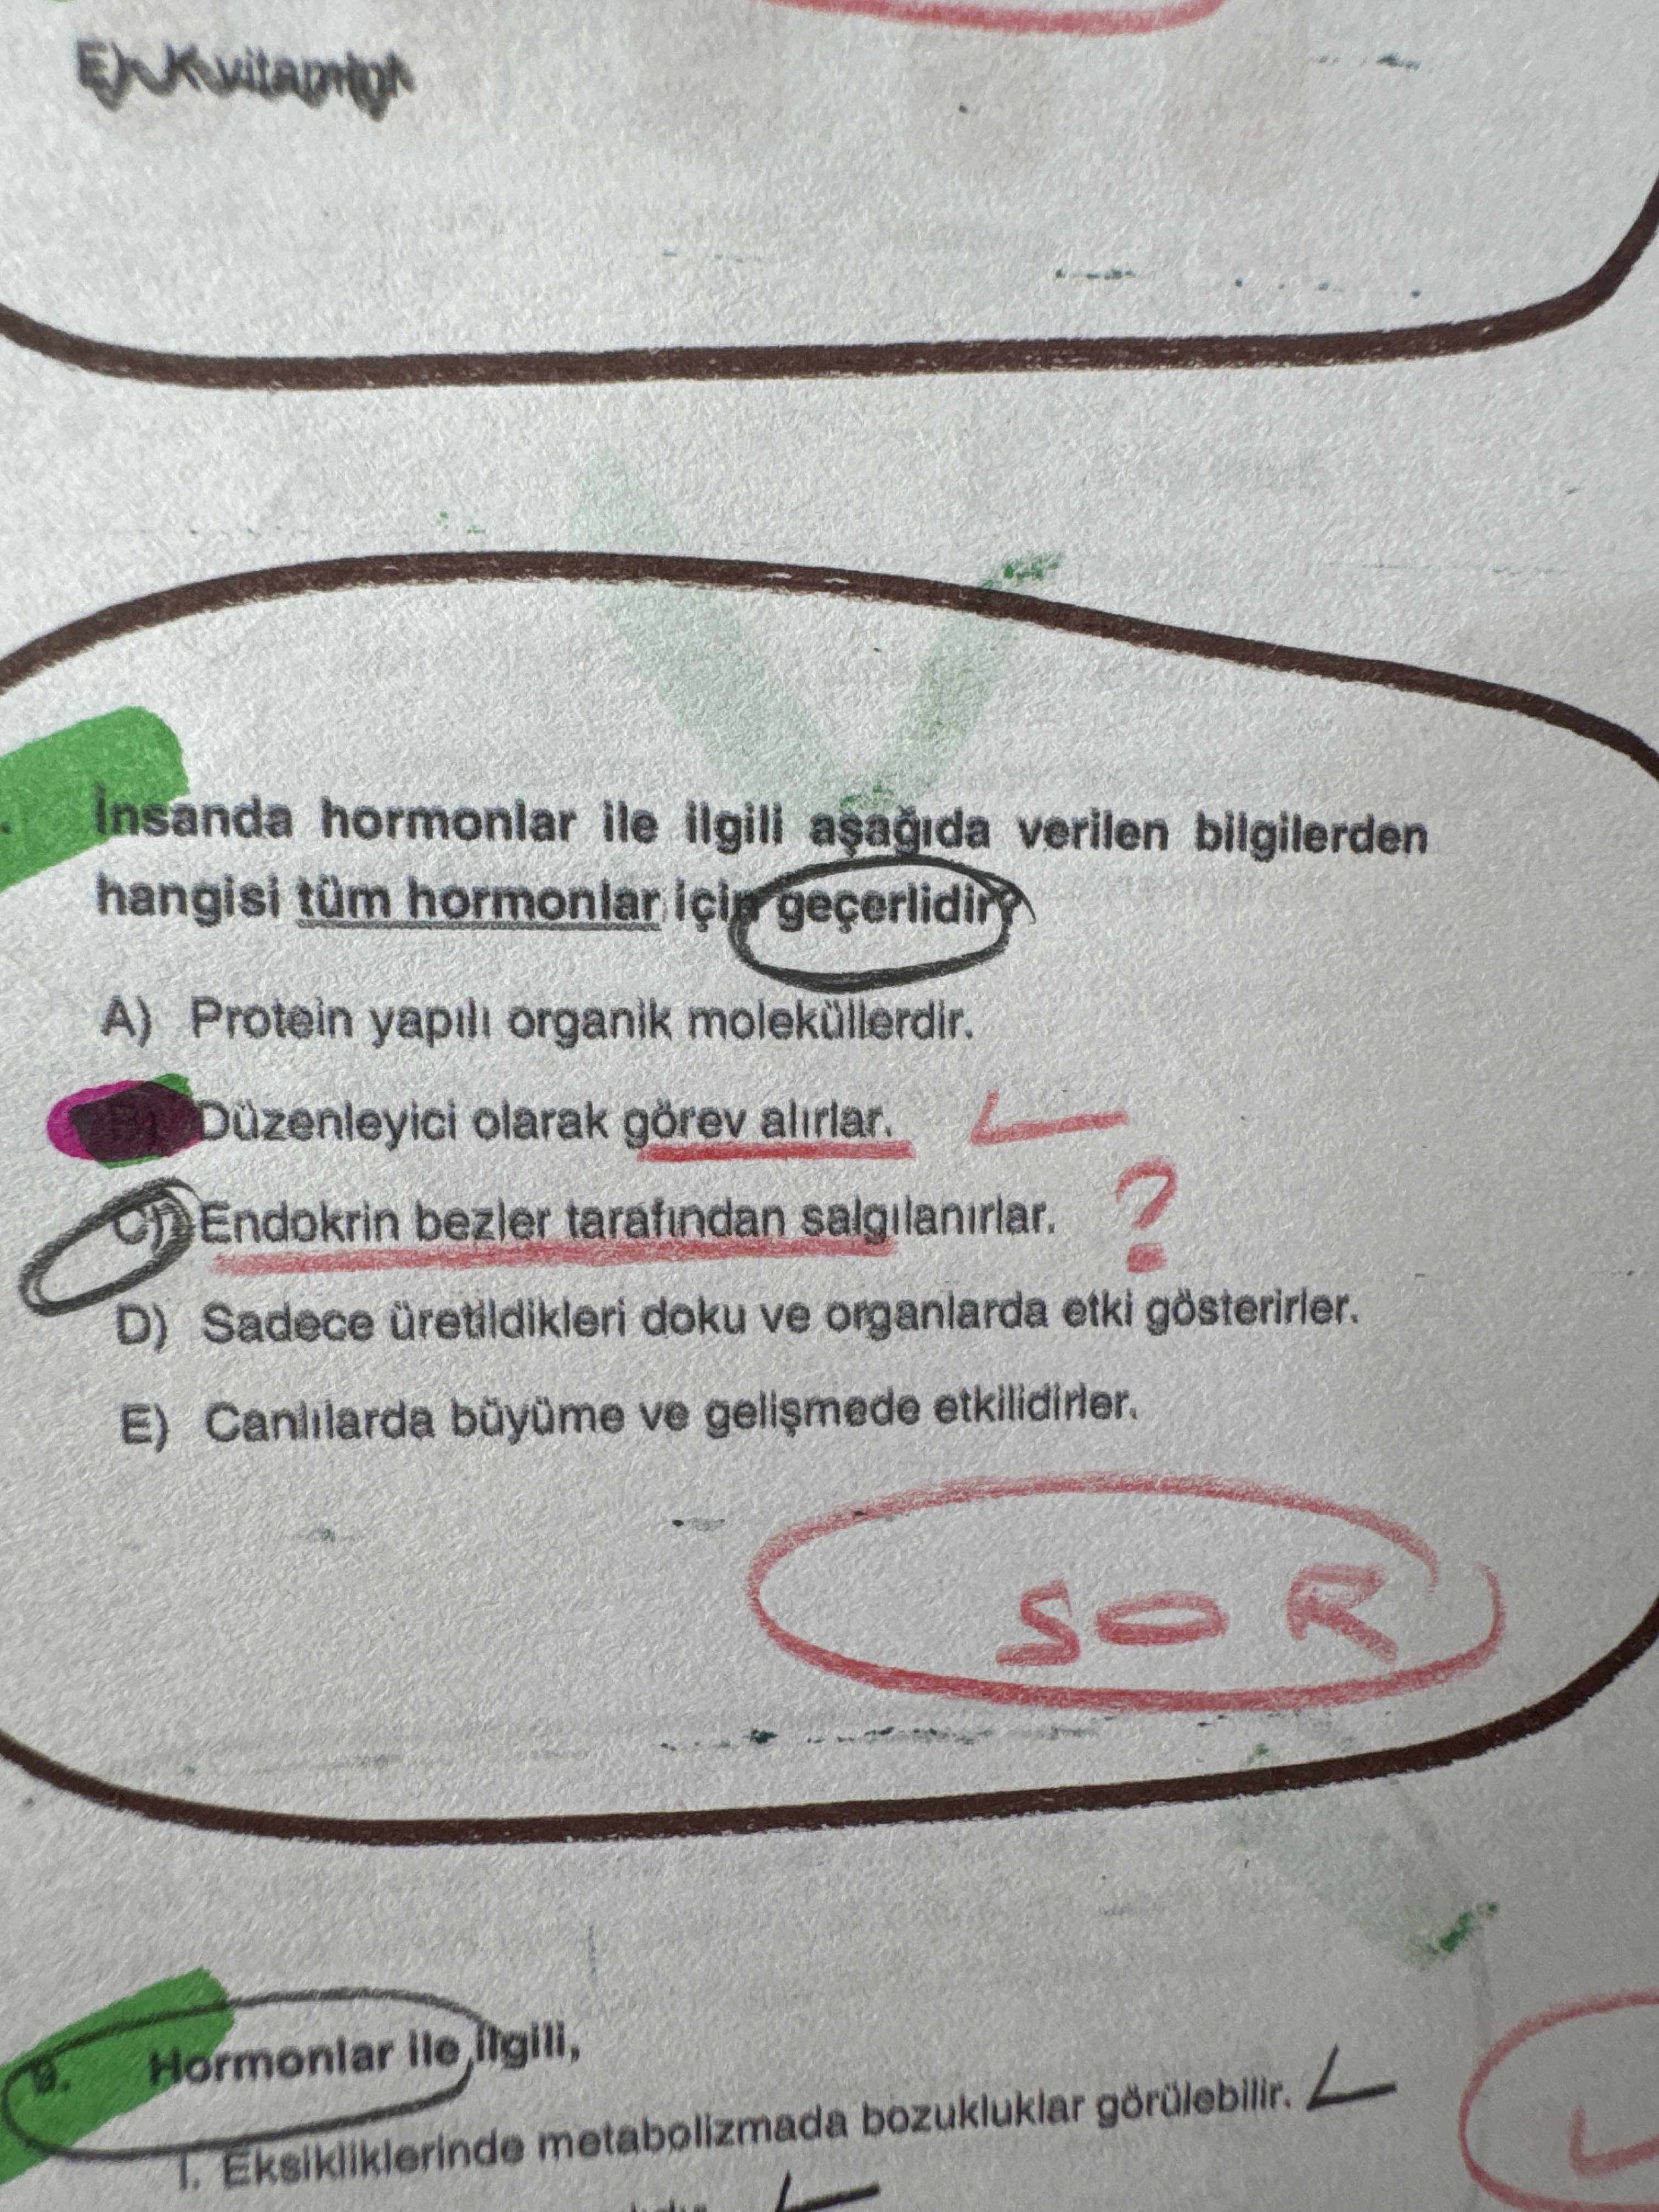 E) K vitamini
İnsanda hormonlar ile ilgili aşağıda verilen bilgilerden
hangisi tüm hormonlar için geçerlidir?
A) Protein yapılı organik moleküllerdir.
B) Düzenleyici olarak görev alırlar.
C) Endokrin bezler tarafından salgılanırlar. ?
D) Sadece üretildikleri doku ve organlarda etki gösterirler.
E) Canlılarda büyüme ve gelişmede etkilidirler.
SOR
9. Hormonlar ile ilgili,
I. Eksikliklerinde metabolizmada bozukluklar görülebilir.